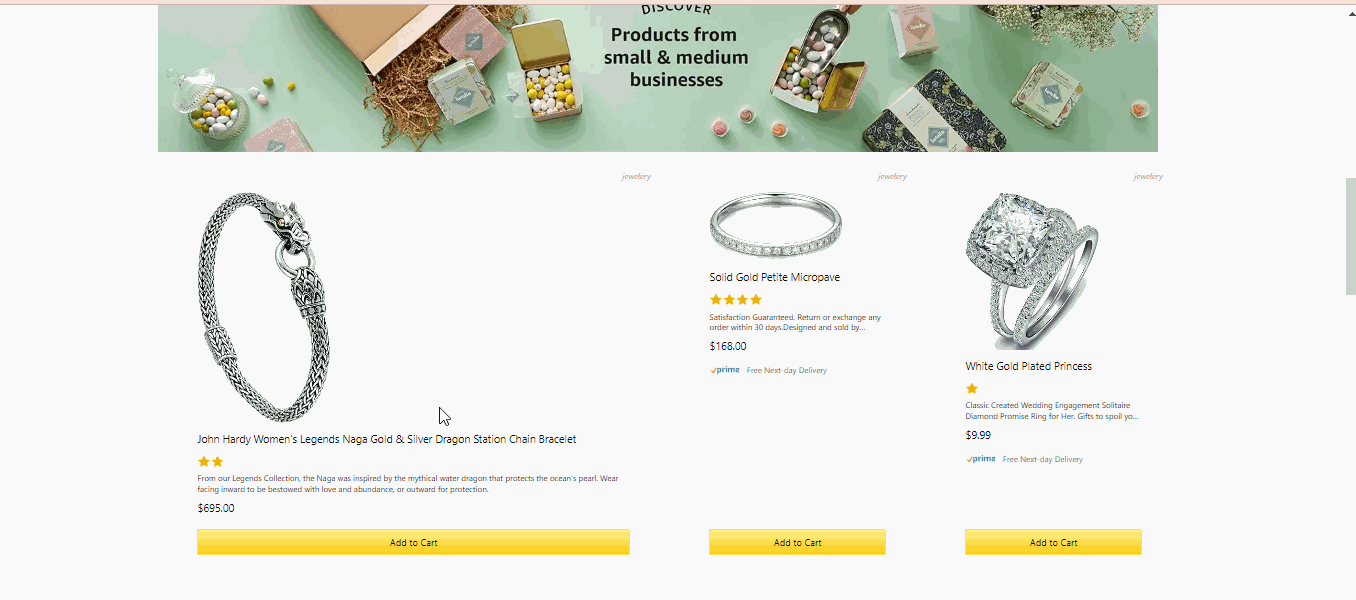 DISCOVER
Products from
small & medium
businesses
jewelery
John Hardy Women's Legends Naga Gold & Silver Dragon Station Chain Bracelet
From our Legends Collection, the Naga was inspired by the mythical water dragon that protects the ocean's pearl. Wear
facing inward to be bestowed with love and abundance, or outward for protection.
$695.00
Add to Cart
jewelery
Solid Gold Petite Micropave
Satisfaction Guaranteed. Return or exchange any
order within 30 days.Designed and sold by...
$168.00
prime Free Next-day Delivery
Add to Cart
jewelery
White Gold Plated Princess
Classic Created Wedding Engagement Solitaire
Diamond Promise Ring for Her. Gifts to spoil yo...
$9.99
prime Free Next-day Delivery
Add to Cart